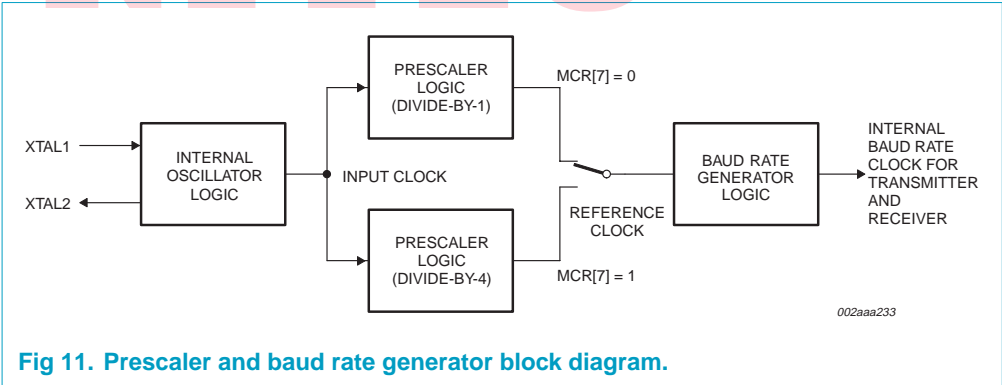 PRESCALER
LOGIC
(DIVIDE-BY-1)
MCR[7] = 0
XTAL1
XTAL2
INTERNAL
OSCILLATOR
LOGIC
INPUT CLOCK
BAUD RATE
GENERATOR
LOGIC
INTERNAL
BAUD RATE
CLOCK FOR
TRANSMITTER
AND
RECEIVER
REFERENCE
CLOCK
PRESCALER
LOGIC
(DIVIDE-BY-4)
MCR[7] = 1
002aaa233
Fig 11. Prescaler and baud rate generator block diagram.